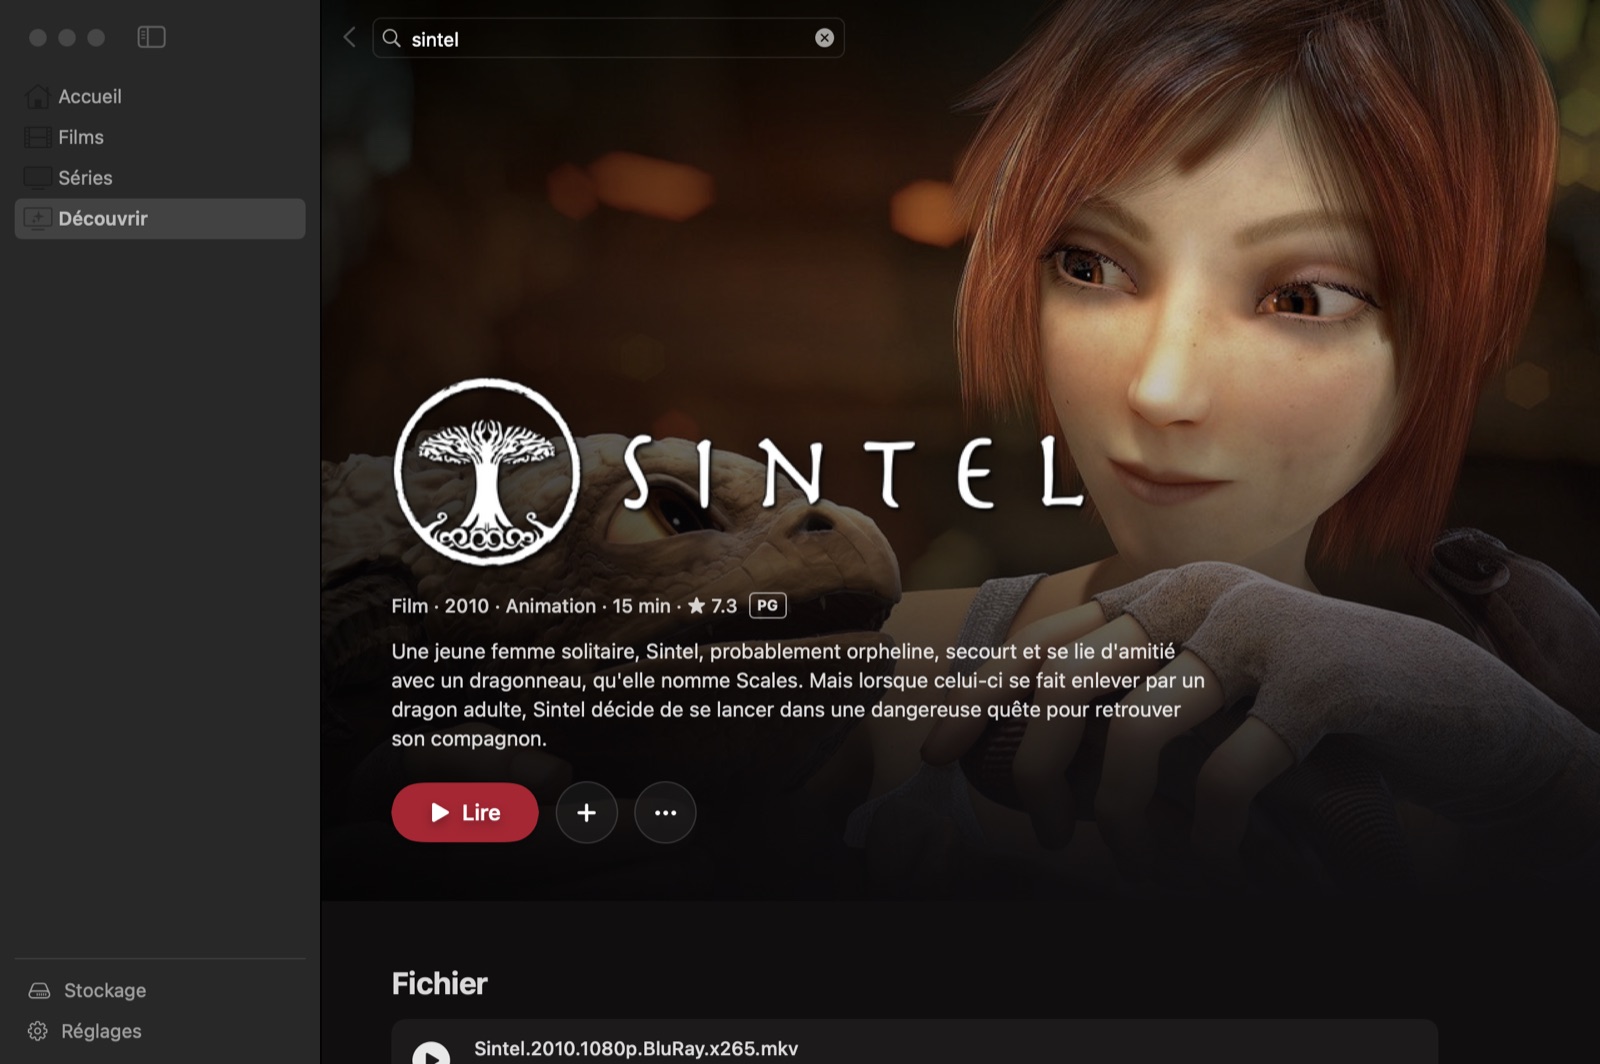 sintel
Accueil
Films
Séries
Découvrir
SINTEL
Film · 2010 · Animation · 15 min · ★ 7.3 PG
Une jeune femme solitaire, Sintel, probablement orpheline, secourt et se lie d'amitié
avec un dragonneau, qu'elle nomme Scales. Mais lorsque celui-ci se fait enlever par un
dragon adulte, Sintel décide de se lancer dans une dangereuse quête pour retrouver
son compagnon.
Lire
Fichier
Sintel.2010.1080p.BluRay.x265.mkv
Stockage
Réglages